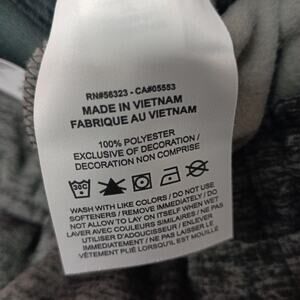 RN#56323 - CA#05553
MADE IN VIETNAM
FABRIQUE AU VIETNAM
100% POLYESTER
EXCLUSIVE OF DECORATION /
DECORATION NON COMPRISE
30C
WASH WITH LIKE COLORS / DO NOT USE
SOFTENERS / REMOVE IMMEDIATELY / DO
NOT ALLOW TO LAY ON ITSELF WHEN WET
LAVER AVEC COULEURS SIMILAIRES / NE PAS
UTILISER D'ADOUCISEUR / ENLEVER
IMMEDIATEMENT / NE PAS LAISSER LE
VÊTEMENT PLIÉ LORSQU'IL EST MOUILLÉ